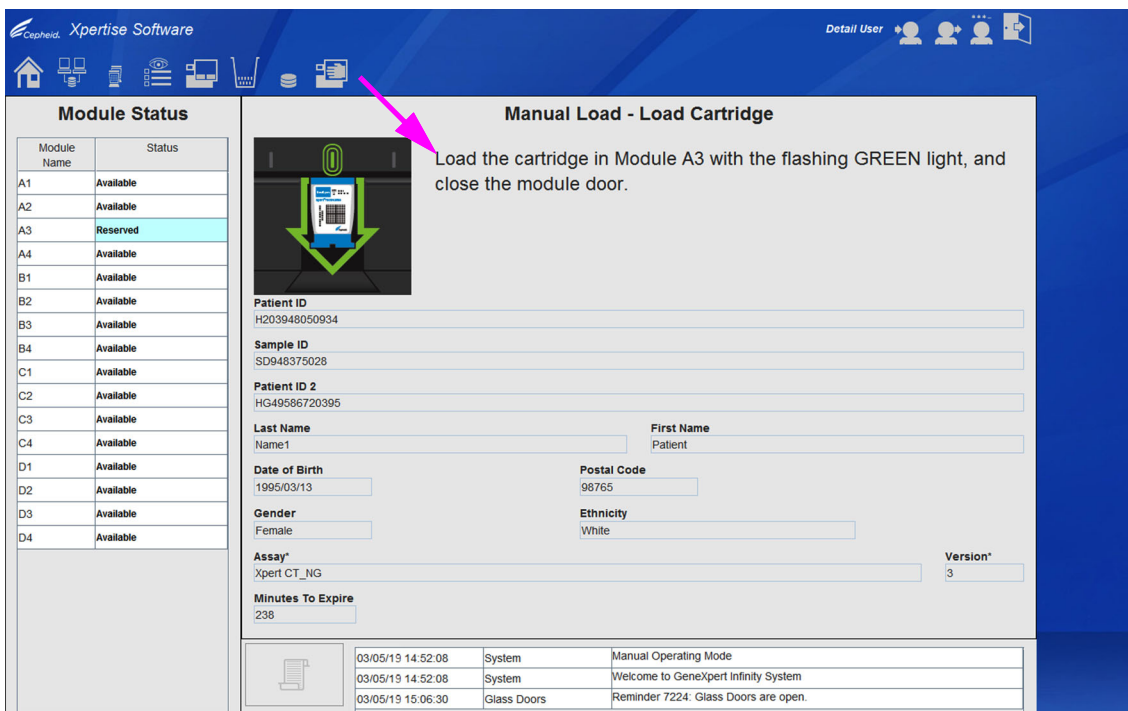 Cepheid. Xpertise Software
Detail User
Module Status
Module Name
Status
A1 Available
A2 Available
A3 Reserved
A4 Available
B1 Available
B2 Available
B3 Available
B4 Available
C1 Available
C2 Available
C3 Available
C4 Available
D1 Available
D2 Available
D3 Available
D4 Available
Manual Load - Load Cartridge
Load the cartridge in Module A3 with the flashing GREEN light, and
close the module door.
Patient ID
H203948050934
Sample ID
SD948375028
Patient ID 2
HG49586720395
Last Name First Name
Name1 Patient
Date of Birth Postal Code
1995/03/13 98765
Gender Ethnicity
Female White
Assay* Version*
Xpert CT_NG 3
Minutes To Expire
238
03/05/19 14:52:08 System Manual Operating Mode
03/05/19 14:52:08 System Welcome to GeneXpert Infinity System
03/05/19 15:06:30 Glass Doors Reminder 7224: Glass Doors are open.